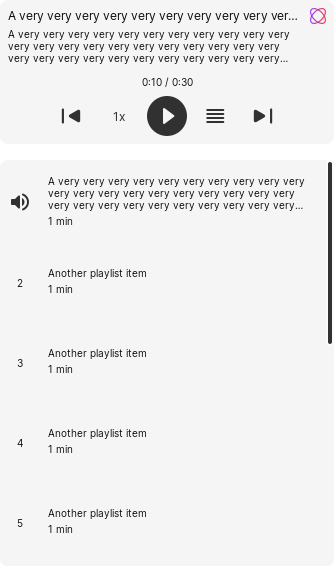 A very very very very very very very very very ver...
A very very very very very very very very very very very
very very very very very very very very very very very
very very very very very very very very very very very...
0:10 / 0:30
1x
A very very very very very very very very very very
very very very very very very very very very very
very very very very very very very very very very...
1 min
2
Another playlist item
1 min
3
Another playlist item
1 min
4
Another playlist item
1 min
5
Another playlist item
1 min